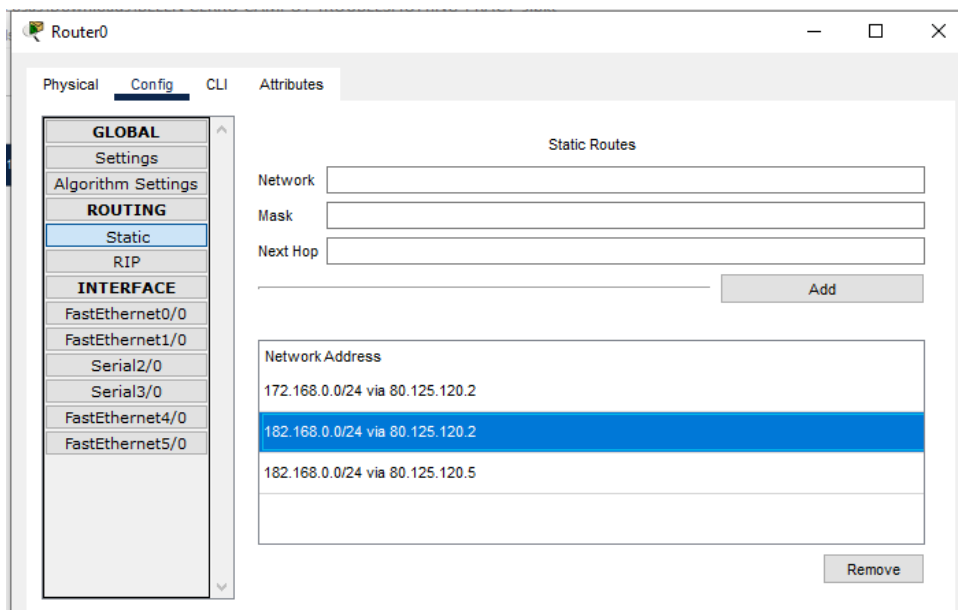 Router0
Physical Config CLI Attributes
GLOBAL
Settings
Algorithm Settings
ROUTING
Static
RIP
INTERFACE
FastEthernet0/0
FastEthernet1/0
Serial2/0
Serial3/0
FastEthernet4/0
FastEthernet5/0
Static Routes
Network
Mask
Next Hop
Add
Network Address
172.168.0.0/24 via 80.125.120.2
182.168.0.0/24 via 80.125.120.2
182.168.0.0/24 via 80.125.120.5
Remove